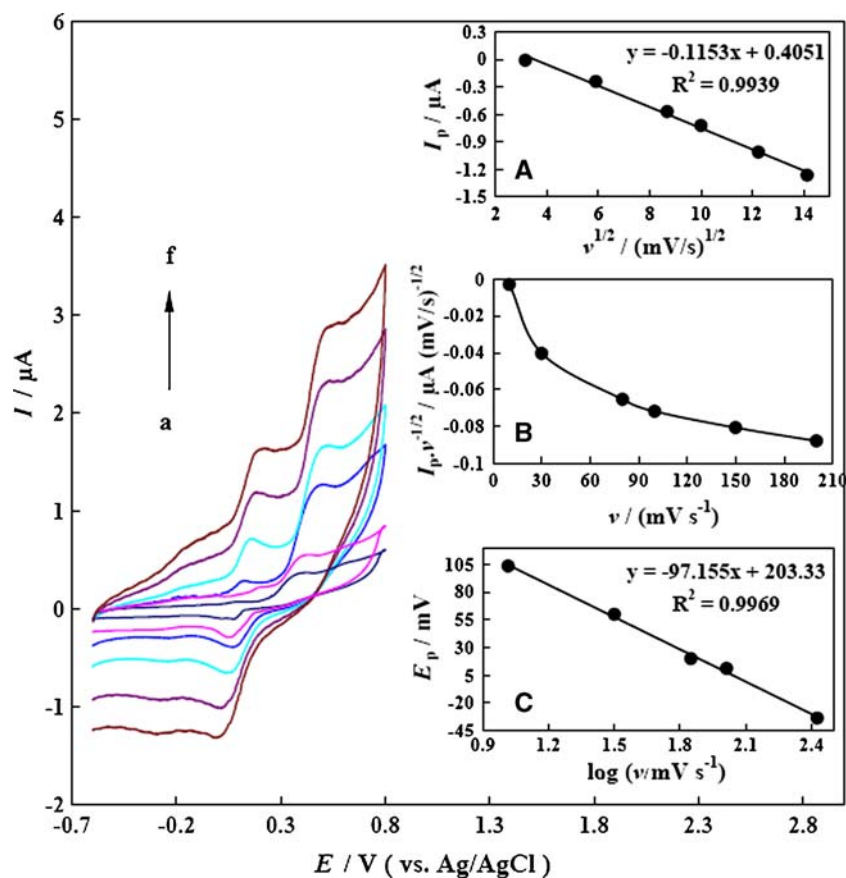 6
5
4
3
2
1
0
-1
-2
I / µA
-0.7 -0.2 0.3 0.8 1.3 1.8 2.3 2.8
E / V ( vs. Ag/AgCl )
f
a
0.3
0
-0.3
-0.6
-0.9
-1.2
-1.5
I_p / µA
y = -0.1153x + 0.4051
R² = 0.9939
A
2 4 6 8 10 12 14
v^1/2 / (mV/s)^1/2
0
-0.02
-0.04
-0.06
-0.08
-0.1
I_p.v^-1/2 / µA (mV/s)^-1/2
B
0 30 60 90 120 150 180 210
v / (mV s^-1)
105
80
55
30
5
-20
-45
E_p / mV
y = -97.155x + 203.33
R² = 0.9969
C
0.9 1.2 1.5 1.8 2.1 2.4
log (v/mV s^-1)